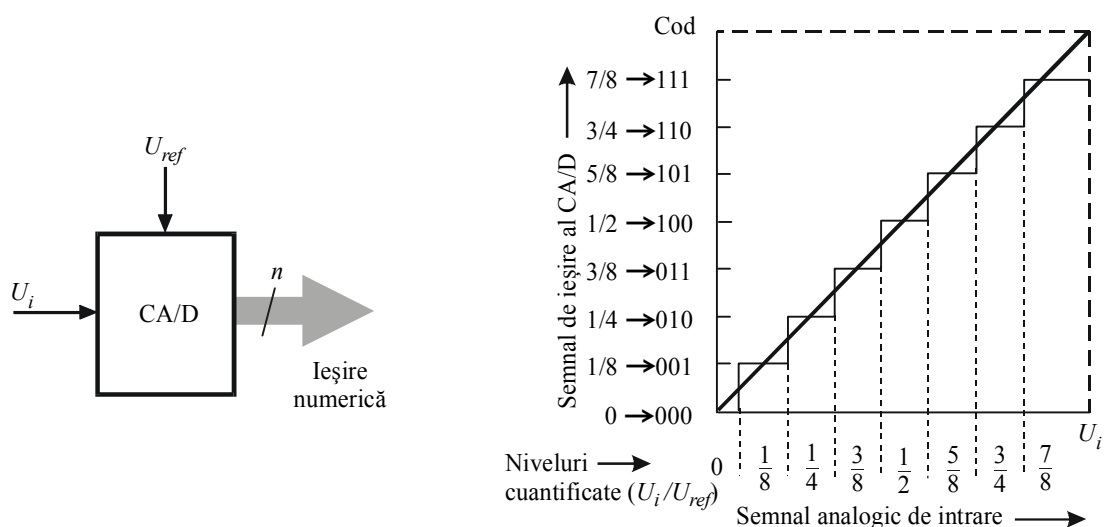 U_ref
U_i
CA/D
n
Ieşire
numerică
Cod
Semnal de ieşire al CA/D
7/8 →111
3/4 →110
5/8 →101
1/2 →100
3/8 →011
1/4 →010
1/8 →001
0 →000
U_i
Niveluri
cuantificate (U_i/U_ref)
0 1/8 1/4 3/8 1/2 5/8 3/4 7/8
Semnal analogic de intrare